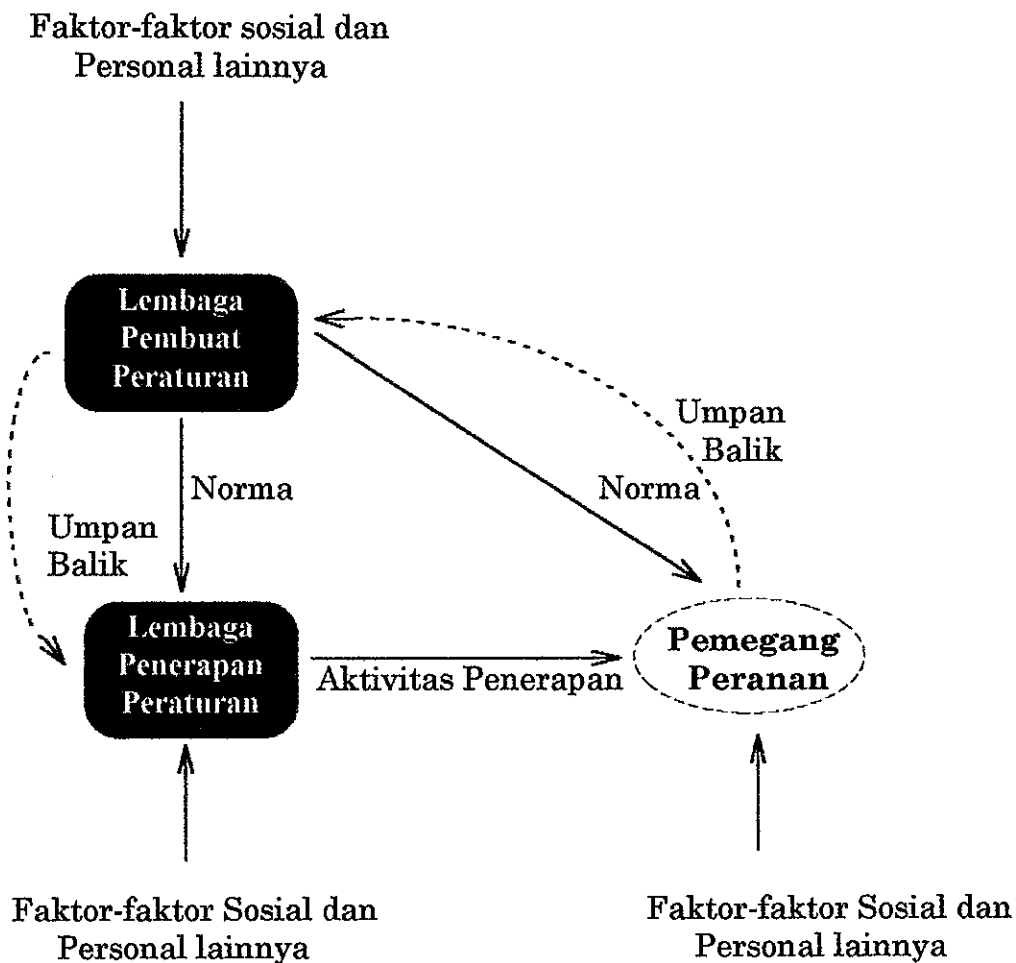 Faktor-faktor sosial dan
Personal lainnya
Lembaga
Pembuat
Peraturan
Umpan
Balik
Norma
Norma
Umpan
Balik
Lembaga
Penerapan
Peraturan
Aktivitas Penerapan
Pemegang
Peranan
Faktor-faktor Sosial dan
Personal lainnya
Faktor-faktor Sosial dan
Personal lainnya